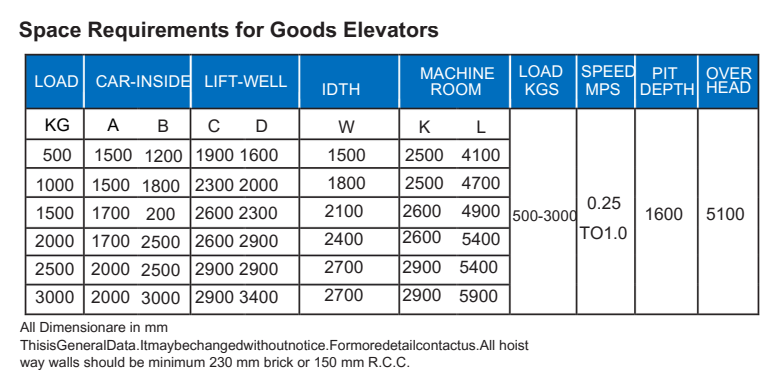 Space Requirements for Goods Elevators
LOAD CAR-INSIDE LIFT-WELL IDTH MACHINE ROOM LOAD KGS SPEED MPS PIT DEPTH OVER HEAD
KG A B C D W K L
500 1500 1200 1900 1600 1500 2500 4100
1000 1500 1800 2300 2000 1800 2500 4700
1500 1700 200 2600 2300 2100 2600 4900 500-3000 0.25 TO1.0 1600 5100
2000 1700 2500 2600 2900 2400 2600 5400
2500 2000 2500 2900 2900 2700 2900 5400
3000 2000 3000 2900 3400 2700 2900 5900
All Dimensionare in mm
ThisisGeneralData.Itmaybechangedwithoutnotice.Formoredetailcontactus.All hoist
way walls should be minimum 230 mm brick or 150 mm R.C.C.